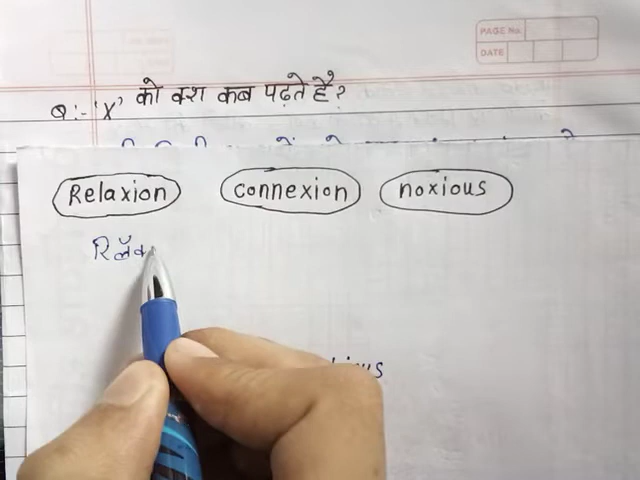 PAGE No.
DATE
ब:- 'X' को क्श कब पढ़ते हैं?
Relaxion connexion noxious
रिलॅक